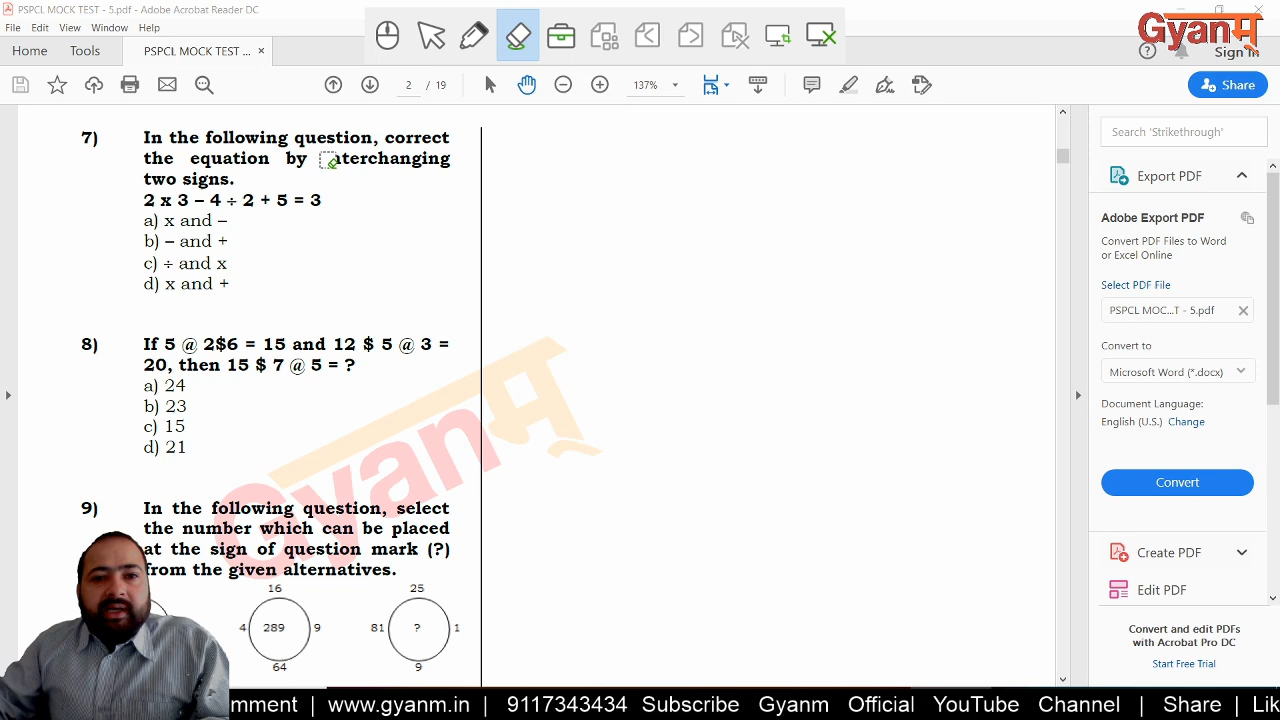 PSPCL MOCK TEST - 5.pdf - Adobe Acrobat Reader DC
File Edit View Window Help
Gyanम्
Home Tools PSPCL MOCK TEST ... ×
Sign In
2 / 19
137%
Share
7) In the following question, correct
the equation by interchanging
two signs.
2 x 3 – 4 ÷ 2 + 5 = 3
a) x and –
b) – and +
c) ÷ and x
d) x and +
8) If 5 @ 2$6 = 15 and 12 $ 5 @ 3 =
20, then 15 $ 7 @ 5 = ?
a) 24
b) 23
c) 15
d) 21
Gyanम्
9) In the following question, select
the number which can be placed
at the sign of question mark (?)
from the given alternatives.
16 25
4 289 9 81 ? 1
64 9
Search 'Strikethrough'
Export PDF
Adobe Export PDF
Convert PDF Files to Word
or Excel Online
Select PDF File
PSPCL MOC...T - 5.pdf
Convert to
Microsoft Word (*.docx)
Document Language:
English (U.S.) Change
Convert
Create PDF
Edit PDF
Convert and edit PDFs
with Acrobat Pro DC
Start Free Trial
mment | www.gyanm.in | 9117343434 Subscribe Gyanm Official YouTube Channel | Share | Lik